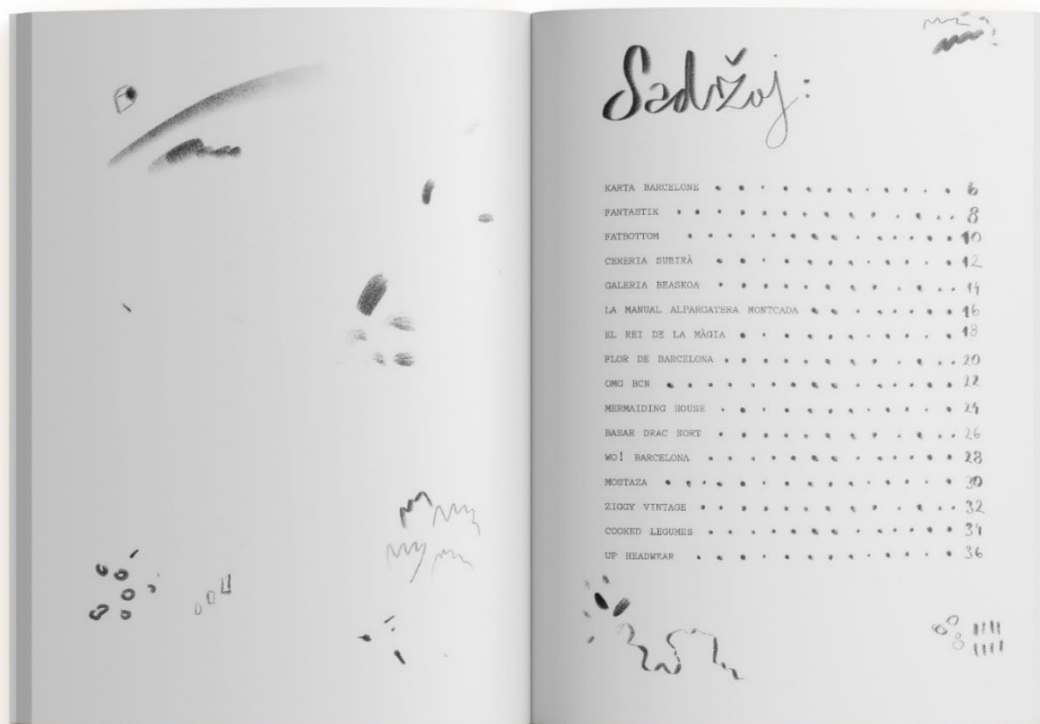 Sadržaj:
KARTA BARCELONE 6
FANTASTIK 8
FATBOTTOM 10
CERERIA SUBIRÀ 12
GALERIA BEASKOA 14
LA MANUAL ALPARGATERA MONTCADA 16
EL REI DE LA MÀGIA 18
FLOR DE BARCELONA 20
OMG BCN 22
MERMAIDING HOUSE 24
BASAR DRAC NORT 26
WO! BARCELONA 28
MOSTAZA 30
ZIGGY VINTAGE 32
COOKED LEGUMES 34
UP HEADWEAR 36